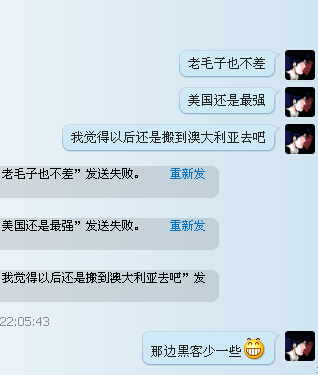 老毛子也不差
美国还是最强
我觉得以后还是搬到澳大利亚去吧
老毛子也不差”发送失败。 重新发
美国还是最强”发送失败。 重新发
我觉得以后还是搬到澳大利亚去吧”发
22:05:43
那边黑客少一些